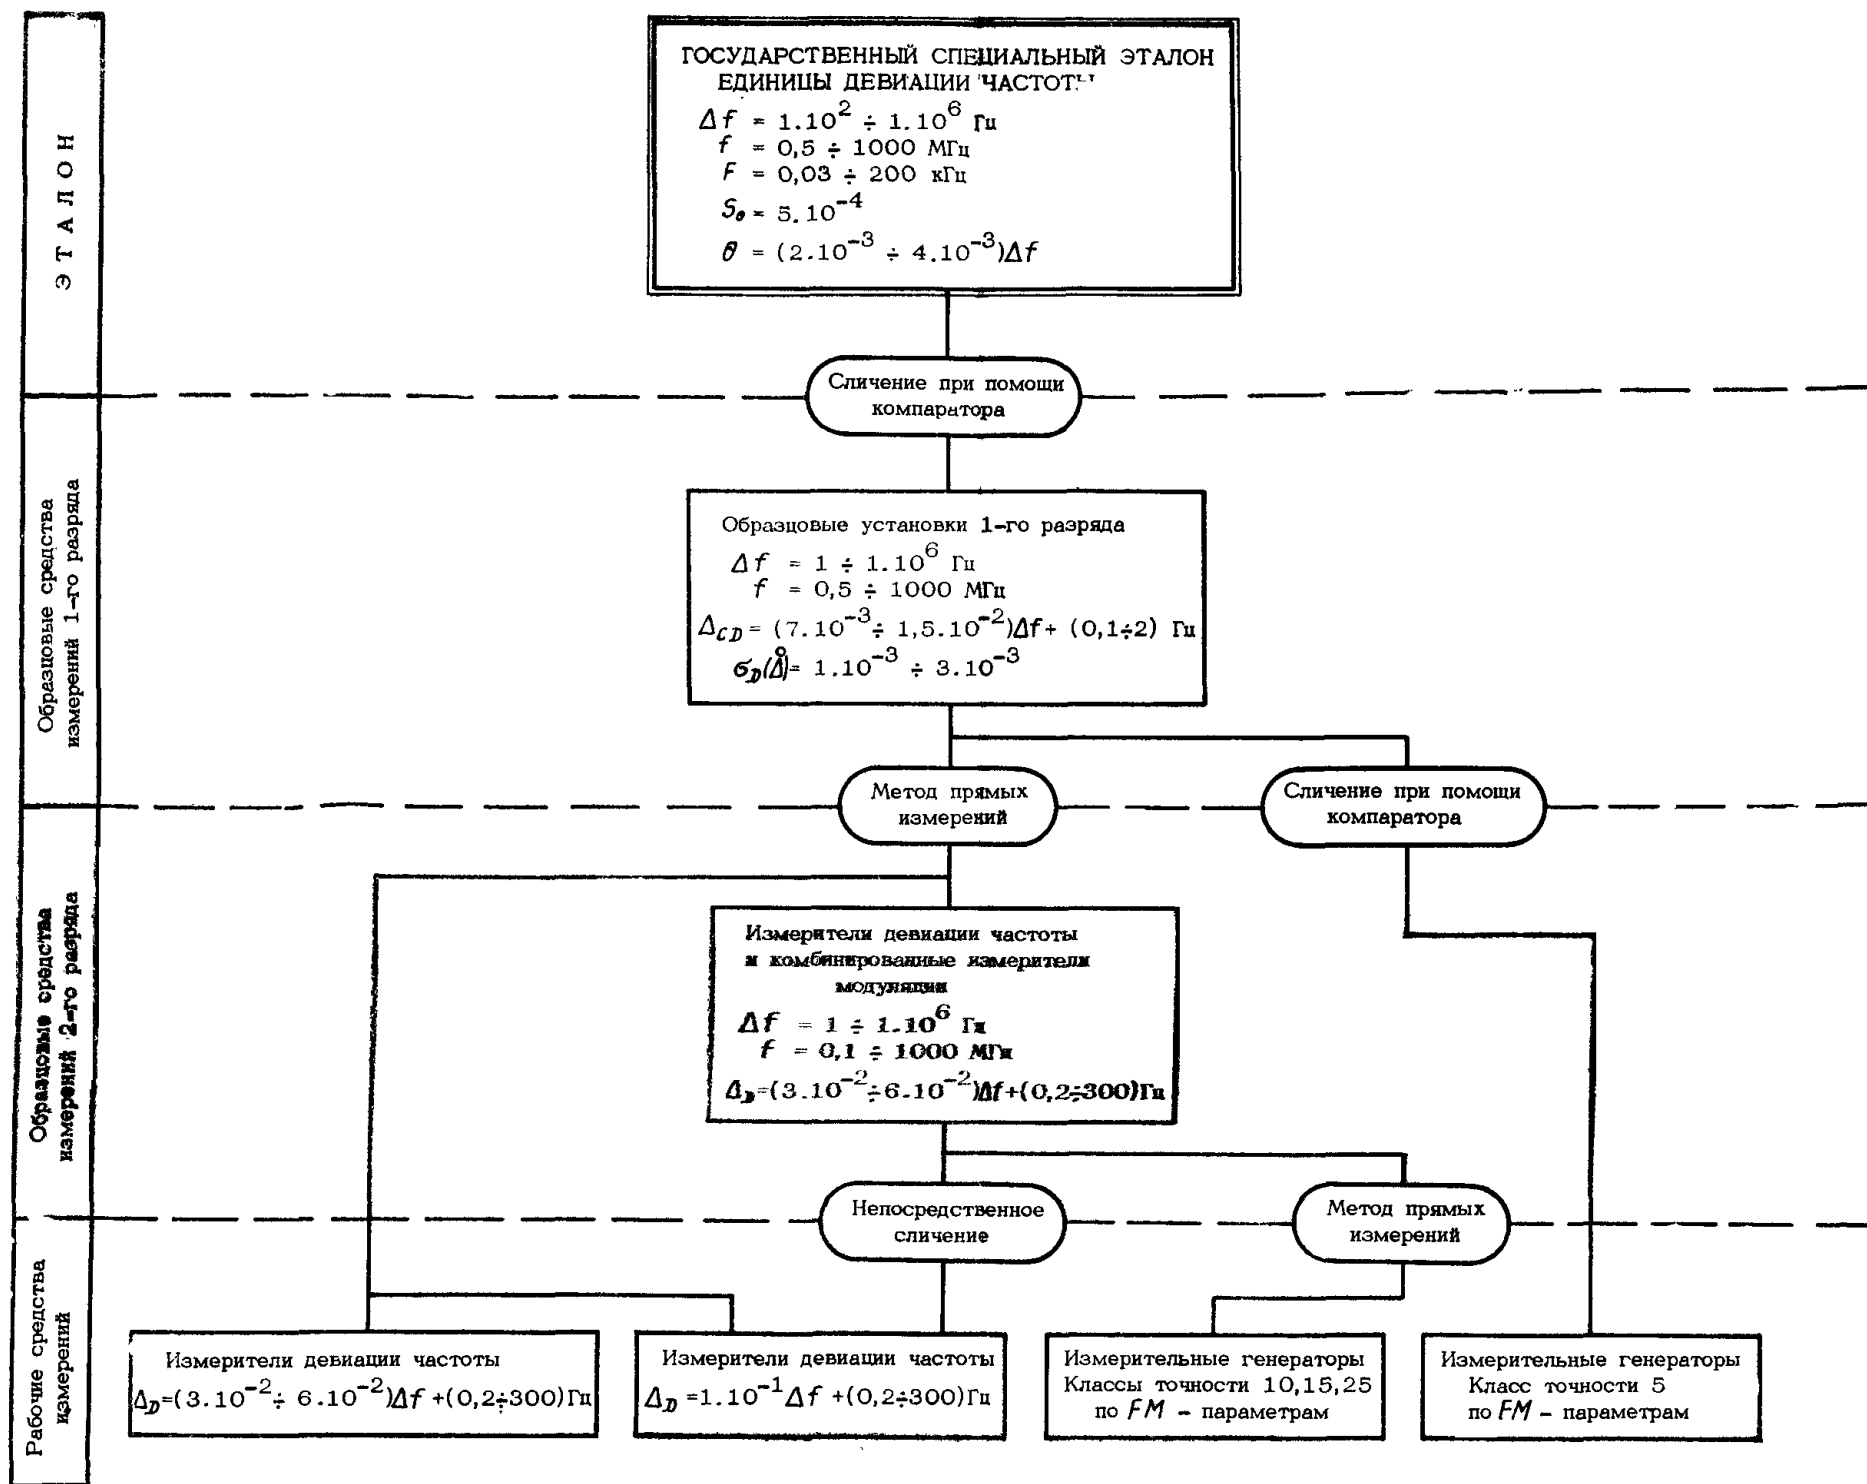 ЭТАЛОН
ГОСУДАРСТВЕННЫЙ СПЕЦИАЛЬНЫЙ ЭТАЛОН
ЕДИНИЦЫ ДЕВИАЦИИ ЧАСТОТЫ
Δf = 1.10² ÷ 1.10⁶ Гц
f = 0,5 ÷ 1000 МГц
F = 0,03 ÷ 200 кГц
S₀ = 5.10⁻⁴
θ = (2.10⁻³ ÷ 4.10⁻³)Δf
Сличение при помощи
компаратора
Образцовые средства
измерений 1-го разряда
Образцовые установки 1-го разряда
Δf = 1 ÷ 1.10⁶ Гц
f = 0,5 ÷ 1000 МГц
Δ_CD = (7.10⁻³ ÷ 1,5.10⁻²)Δf + (0,1÷2) Гц
σ_D(Δ̊) = 1.10⁻³ ÷ 3.10⁻³
Метод прямых
измерений
Сличение при помощи
компаратора
Образцовые средства
измерений 2-го разряда
Измерители девиации частоты
и комбинированные измерители
модуляции
Δf = 1 ÷ 1.10⁶ Гц
f = 0,1 ÷ 1000 МГц
Δ_D=(3.10⁻²÷6.10⁻²)Δf+(0,2÷300)Гц
Непосредственное
сличение
Метод прямых
измерений
Рабочие средства
измерений
Измерители девиации частоты
Δ_D=(3.10⁻² ÷ 6.10⁻²)Δf +(0,2÷300)Гц
Измерители девиации частоты
Δ_D=1.10⁻¹Δf +(0,2÷300)Гц
Измерительные генераторы
Классы точности 10,15,25
по FM - параметрам
Измерительные генераторы
Класс точности 5
по FM - параметрам